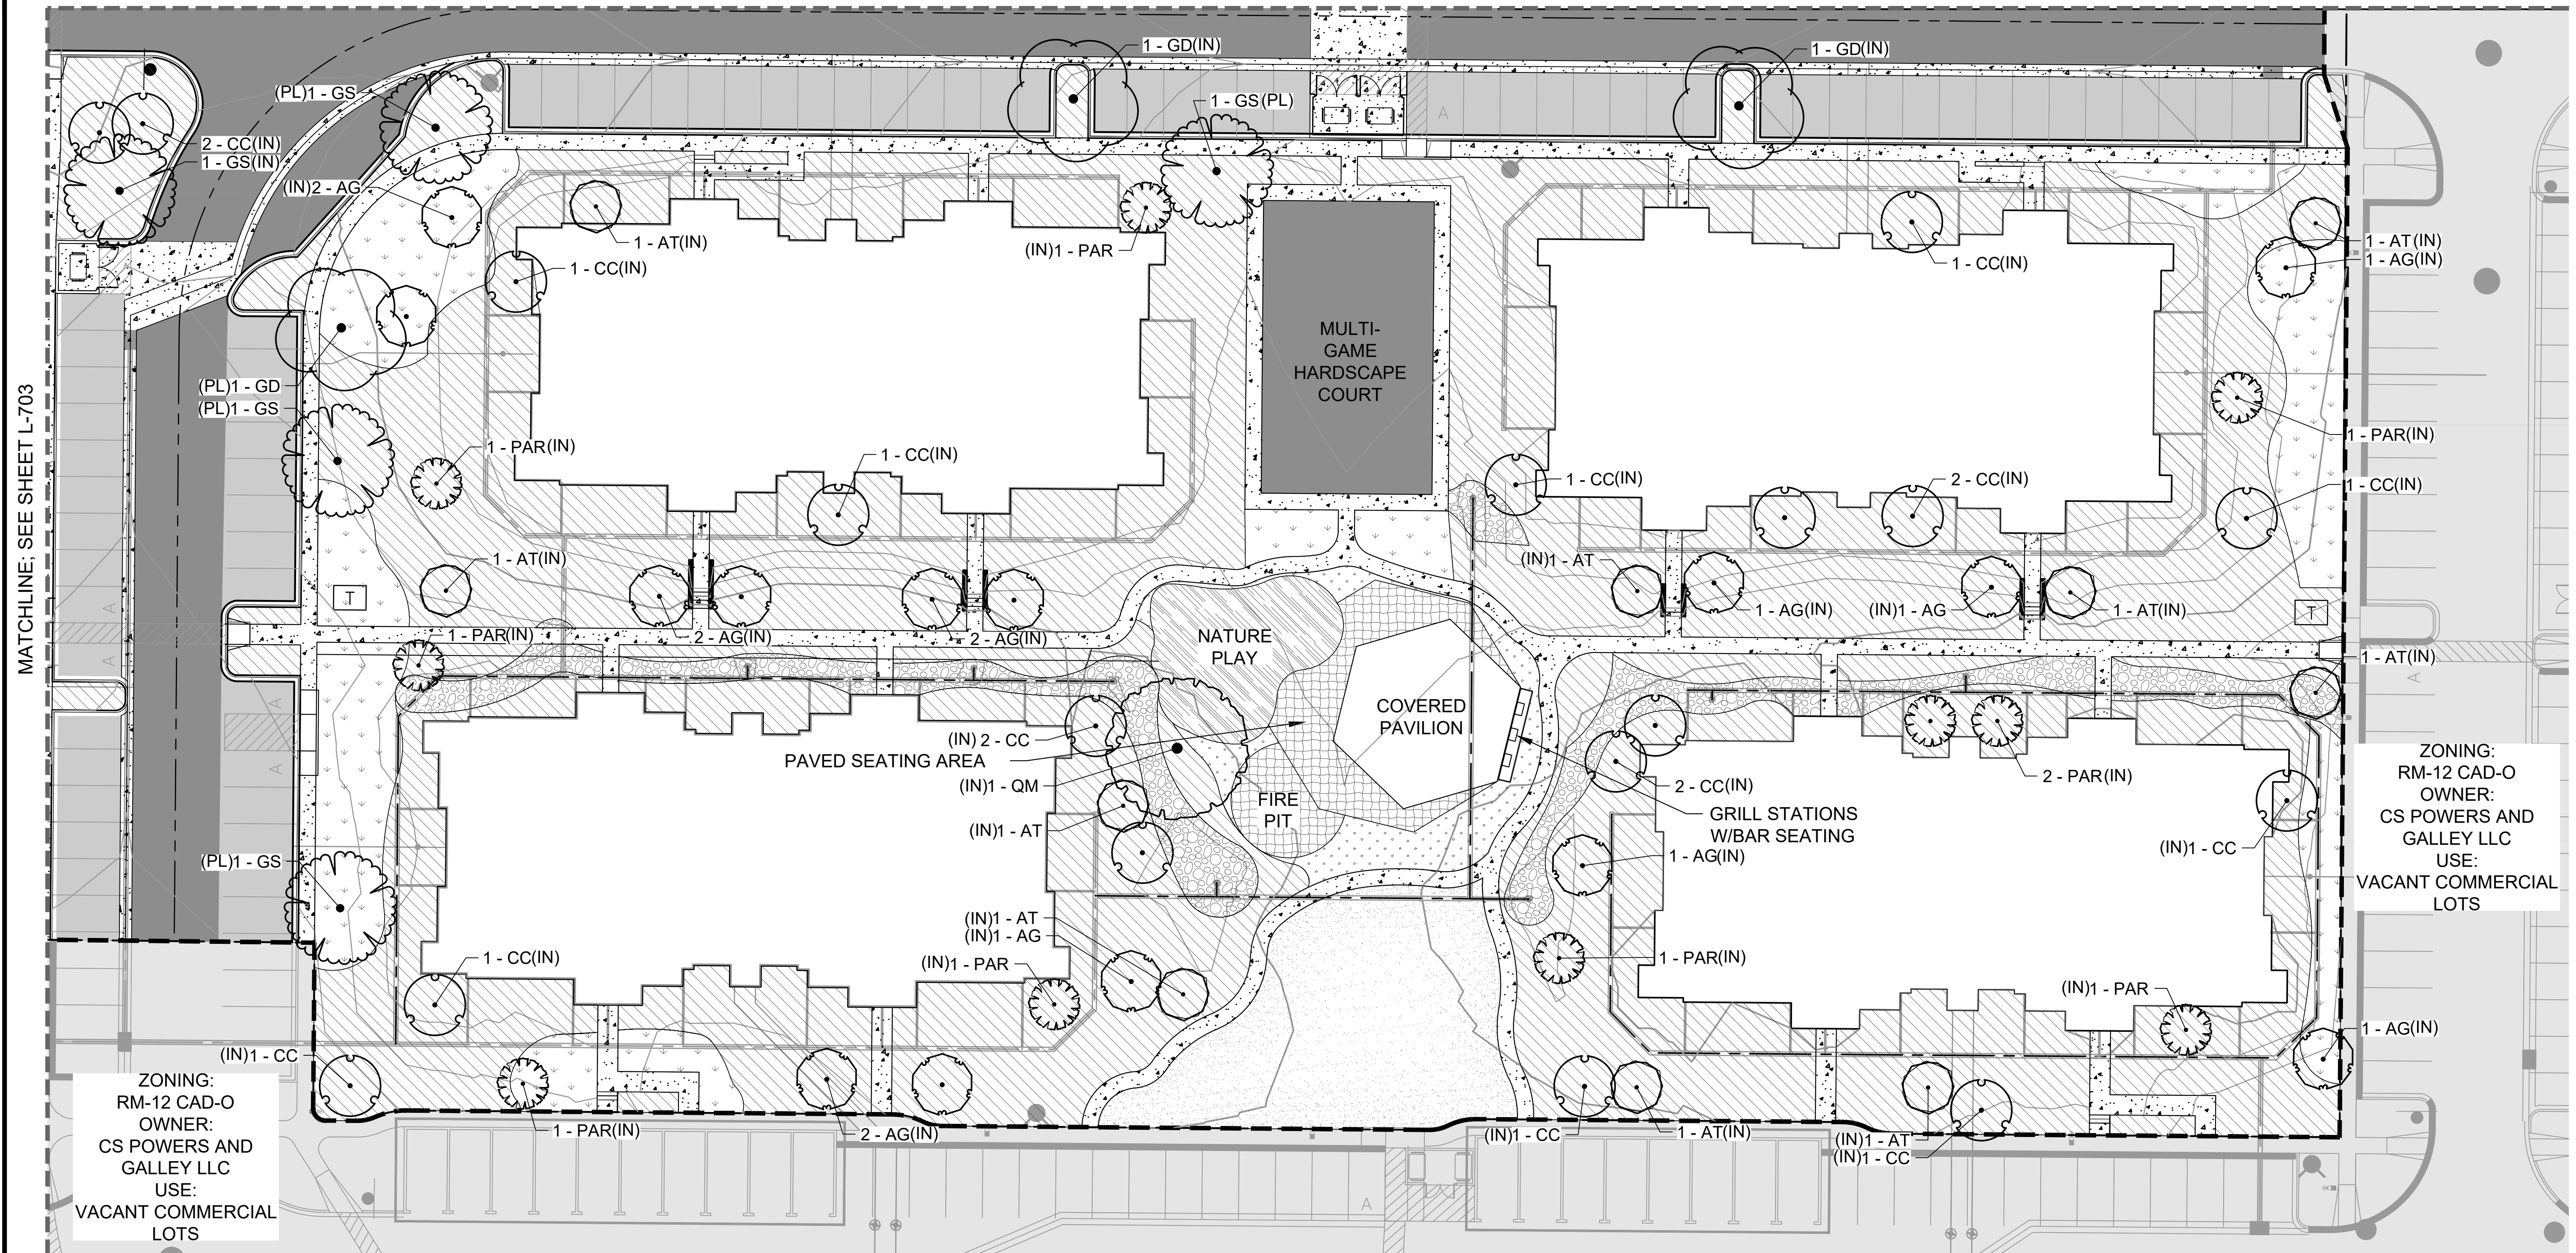 1 - GD(IN)
1 - GD(IN)
(PL)1 - GS
1 - GS(PL)
A
2 - CC(IN)
1 - GS(IN)
(IN)2 - AG
1 - AT(IN)
(IN)1 - PAR
1 - CC(IN)
1 - CC(IN)
1 - AT(IN)
1 - AG(IN)
MULTI-
GAME
HARDSCAPE
COURT
(PL)1 - GD
(PL)1 - GS
MATCHLINE; SEE SHEET L-703
1 - PAR(IN)
1 - CC(IN)
1 - PAR(IN)
1 - CC(IN)
2 - CC(IN)
1 - CC(IN)
1 - AT(IN)
(IN)1 - AT
T
1 - AG(IN)
(IN)1 - AG
1 - AT(IN)
T
A
1 - PAR(IN)
2 - AG(IN)
2 - AG(IN)
NATURE
PLAY
1 - AT(IN)
A
A
A
A
COVERED
PAVILION
(IN) 2 - CC
PAVED SEATING AREA
(IN)1 - QM
2 - PAR(IN)
2 - CC(IN)
FIRE
PIT
GRILL STATIONS
W/BAR SEATING
(IN)1 - AT
1 - AG(IN)
(IN)1 - CC
ZONING:
RM-12 CAD-O
OWNER:
CS POWERS AND
GALLEY LLC
USE:
VACANT COMMERCIAL
LOTS
(PL)1 - GS
(IN)1 - AT
(IN)1 - AG
1 - CC(IN)
(IN)1 - PAR
1 - PAR(IN)
(IN)1 - PAR
1 - AG(IN)
(IN)1 - CC
ZONING:
RM-12 CAD-O
OWNER:
CS POWERS AND
GALLEY LLC
USE:
VACANT COMMERCIAL
LOTS
1 - PAR(IN)
2 - AG(IN)
(IN)1 - CC
1 - AT(IN)
(IN)1 - AT
(IN)1 - CC
A